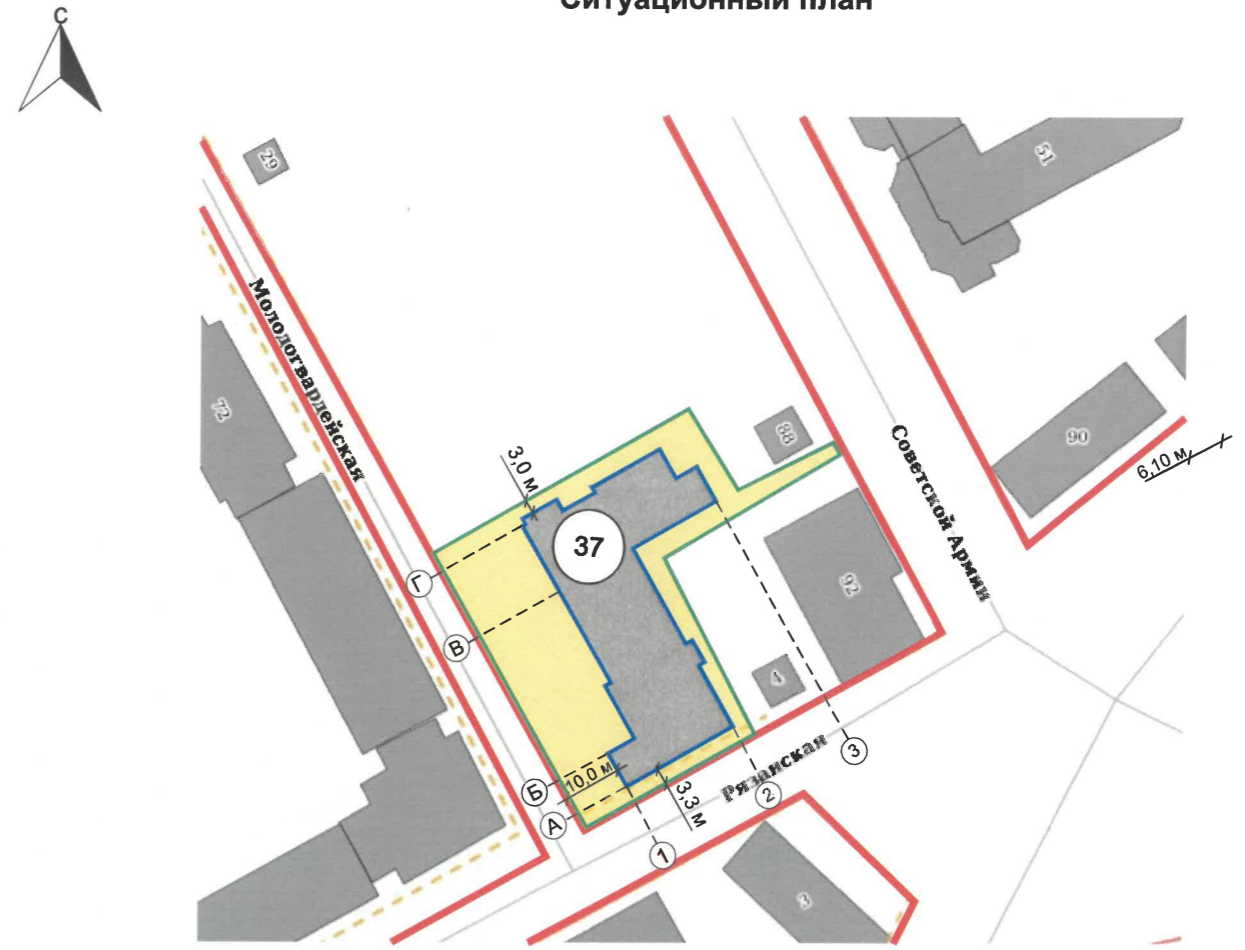 Ситуационный план
С
29
51
Молодогвардейская
72
88
Советской Армии
90
6,10 м
3,0 м
37
92
Г
В
4
3
Рязанская
10,0 м
Б
2
3,3 м
А
1
3